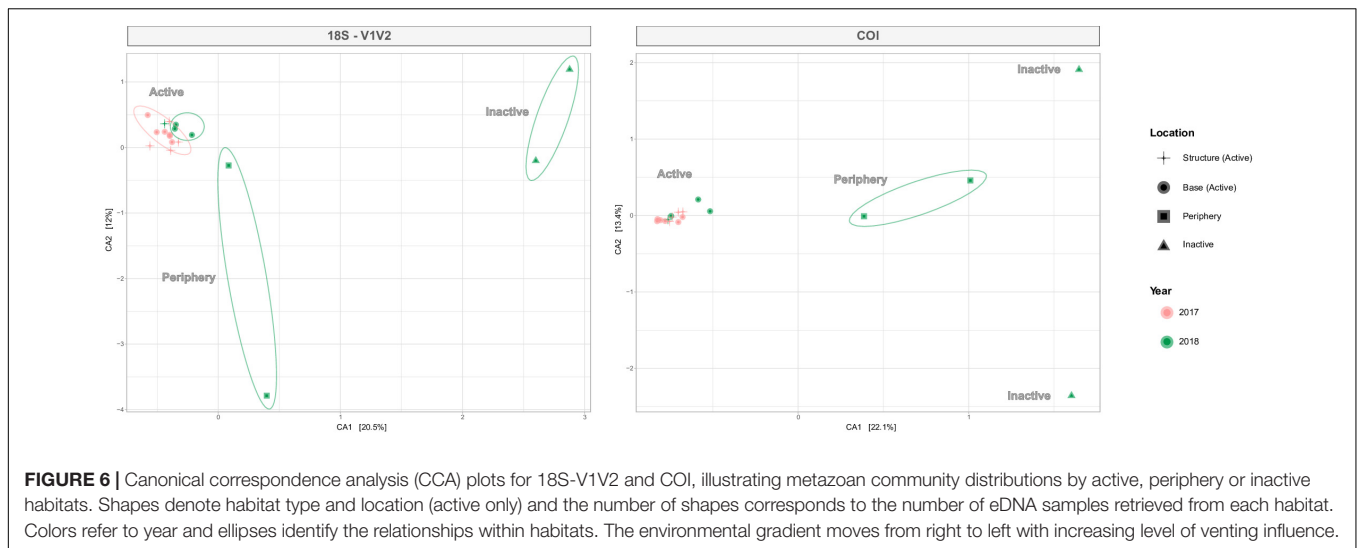 18S - V1V2
COI
Active
Inactive
Periphery
1
0
−1
−2
−3
−4
CA2 [12%]
0
1
2
3
CA1 [20.5%]
Inactive
Active
Periphery
Inactive
2
1
0
−1
−2
CA2 [13.4%]
0
1
CA1 [22.1%]
Location
Structure (Active)
Base (Active)
Periphery
Inactive
Year
2017
2018
FIGURE 6 | Canonical correspondence analysis (CCA) plots for 18S-V1V2 and COI, illustrating metazoan community distributions by active, periphery or inactive
habitats. Shapes denote habitat type and location (active only) and the number of shapes corresponds to the number of eDNA samples retrieved from each habitat.
Colors refer to year and ellipses identify the relationships within habitats. The environmental gradient moves from right to left with increasing level of venting influence.